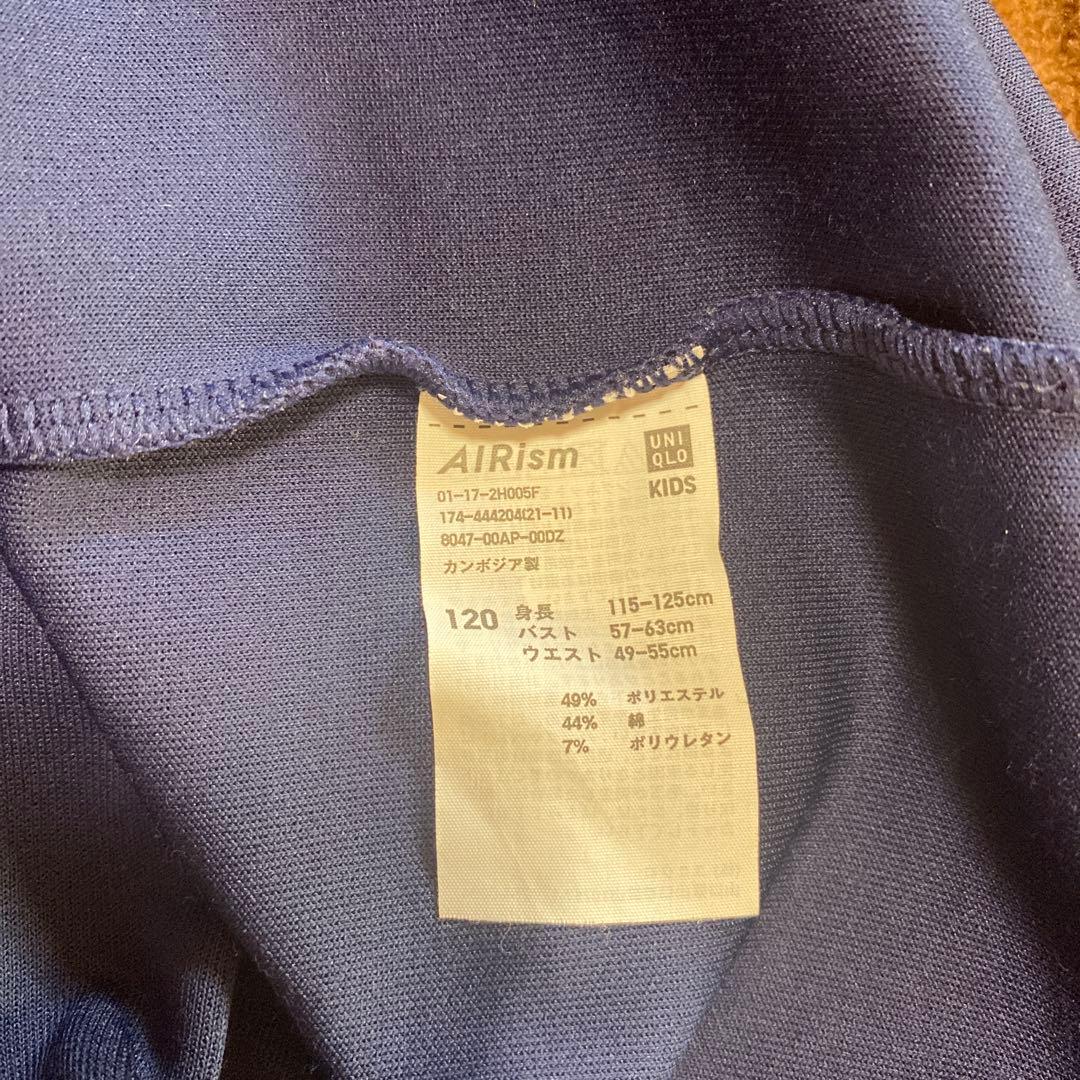 AIRism
UNI
QLO
KIDS
01-17-2H005F
174-444204(21-11)
8047-00AP-00DZ
カンボジア製
120 身長 115-125cm
バスト 57-63cm
ウエスト 49-55cm
49% ポリエステル
44% 綿
7% ポリウレタン